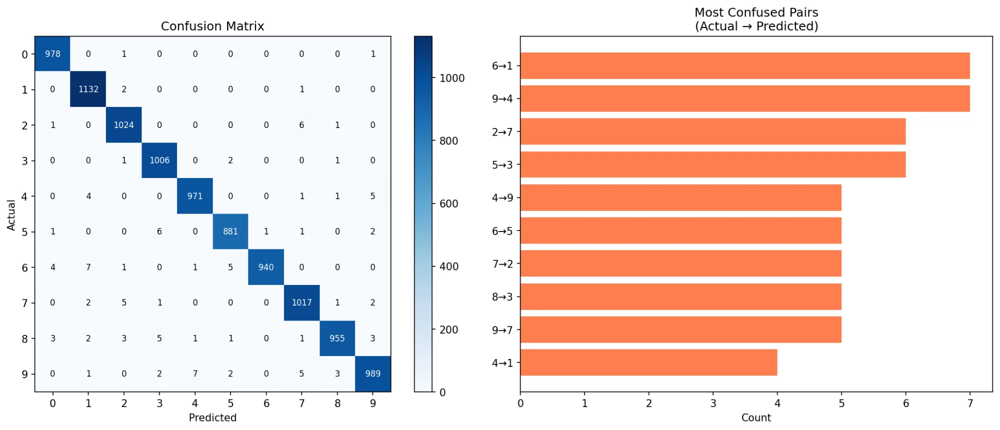 Confusion Matrix
0 978 0 1 0 0 0 0 0 0 1
1 0 1132 2 0 0 0 0 1 0 0
2 1 0 1024 0 0 0 0 6 1 0
3 0 0 1 1006 0 2 0 0 1 0
4 0 4 0 0 971 0 0 1 1 5
5 1 0 0 6 0 881 1 1 0 2
6 4 7 1 0 1 5 940 0 0 0
7 0 2 5 1 0 0 0 1017 1 2
8 3 2 3 5 1 1 0 1 955 3
9 0 1 0 2 7 2 0 5 3 989
0 1 2 3 4 5 6 7 8 9
Predicted
Actual
1000
800
600
400
200
0
Most Confused Pairs
(Actual → Predicted)
6→1
9→4
2→7
5→3
4→9
6→5
7→2
8→3
9→7
4→1
0 1 2 3 4 5 6 7
Count